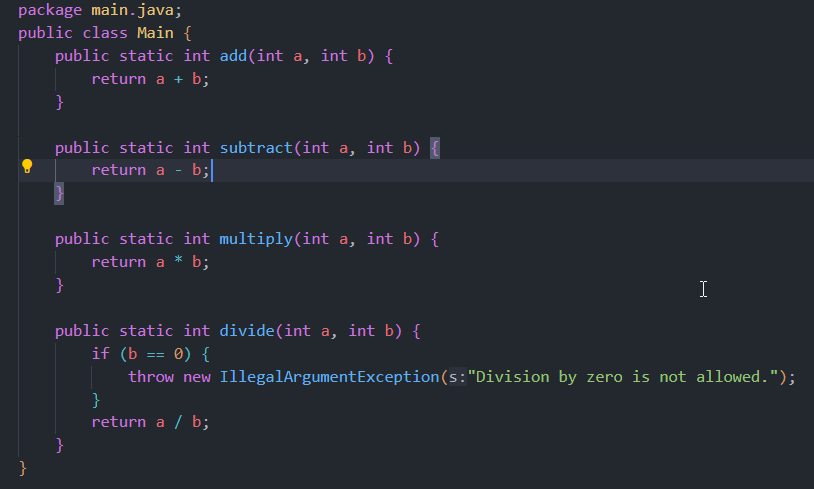 package main.java;
public class Main {
    public static int add(int a, int b) {
        return a + b;
    }

    public static int subtract(int a, int b) {
        return a - b;
    }

    public static int multiply(int a, int b) {
        return a * b;
    }

    public static int divide(int a, int b) {
        if (b == 0) {
            throw new IllegalArgumentException(s:"Division by zero is not allowed.");
        }
        return a / b;
    }
}